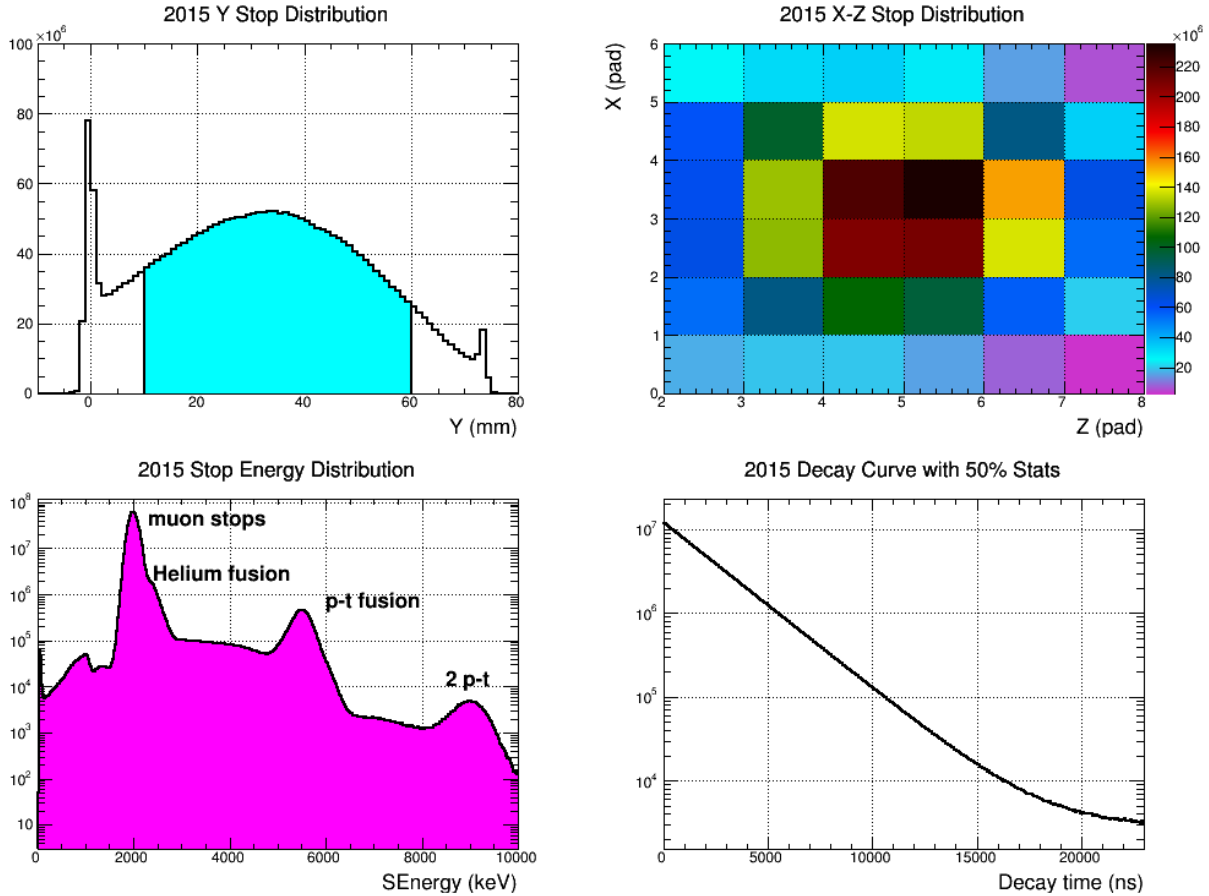 2015 Y Stop Distribution
×10⁶
100
80
60
40
20
0
0 20 40 60 80
Y (mm)
2015 X-Z Stop Distribution
X (pad)
6
5
4
3
2
1
0
2 3 4 5 6 7 8
Z (pad)
×10⁶
220
200
180
160
140
120
100
80
60
40
20
2015 Stop Energy Distribution
10⁸
10⁷
10⁶
10⁵
10⁴
10³
10²
10
muon stops
Helium fusion
p-t fusion
2 p-t
0 2000 4000 6000 8000 10000
SEnergy (keV)
2015 Decay Curve with 50% Stats
10⁷
10⁶
10⁵
10⁴
0 5000 10000 15000 20000
Decay time (ns)